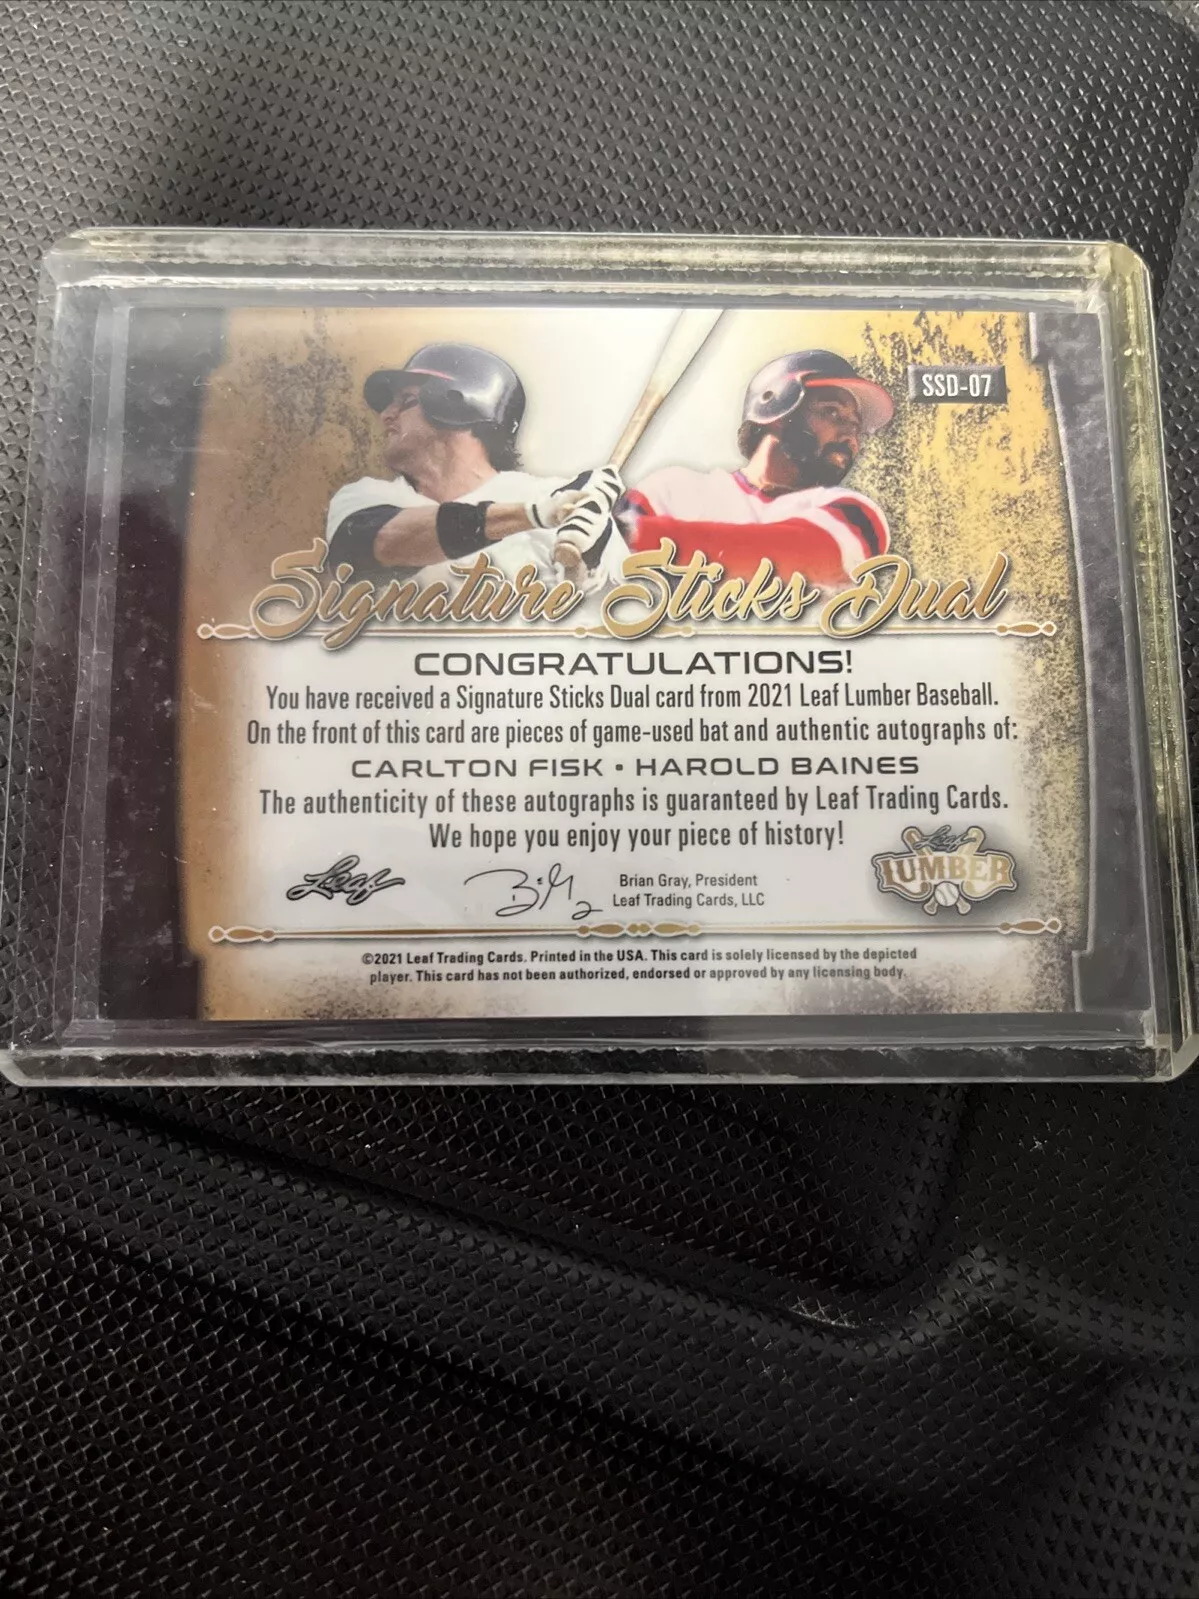 SSD-07
Signature Sticks Dual
CONGRATULATIONS!
You have received a Signature Sticks Dual card from 2021 Leaf Lumber Baseball.
On the front of this card are pieces of game-used bat and authentic autographs of:
CARLTON FISK • HAROLD BAINES
The authenticity of these autographs is guaranteed by Leaf Trading Cards.
We hope you enjoy your piece of history!
Leaf
Brian Gray, President
Leaf Trading Cards, LLC
Leaf
LUMBER
©2021 Leaf Trading Cards. Printed in the USA. This card is solely licensed by the depicted
player. This card has not been authorized, endorsed or approved by any licensing body.